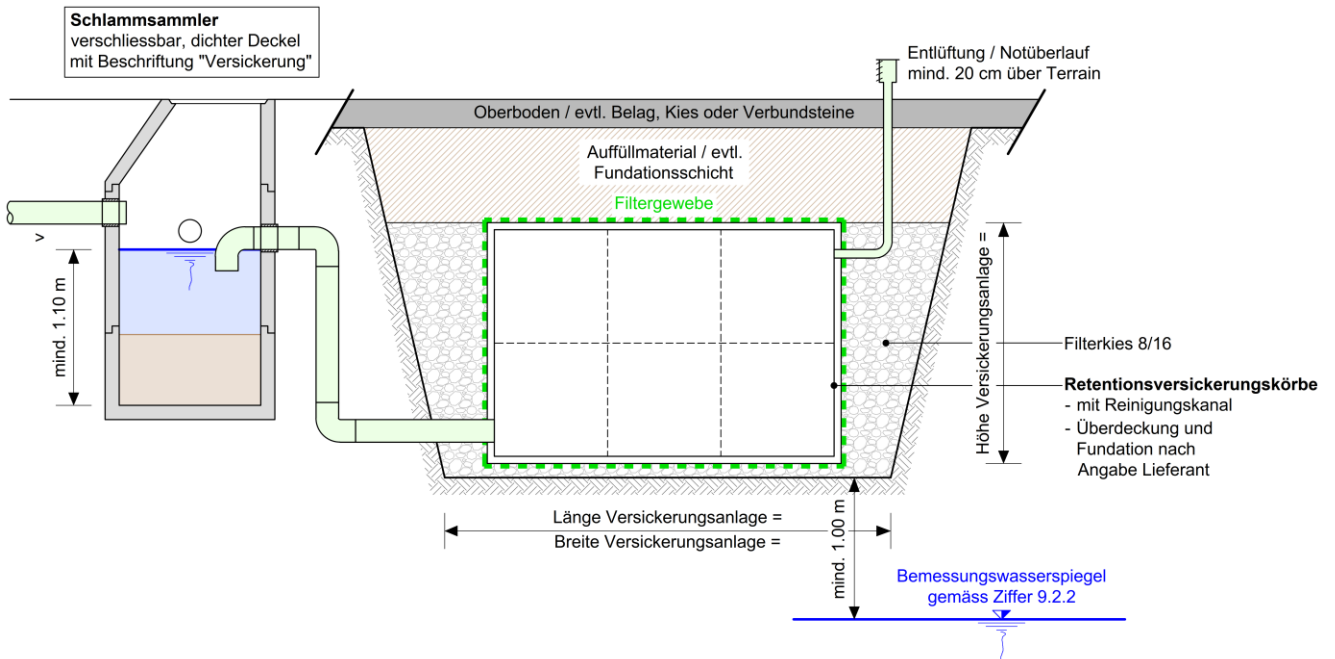 Schlammsammler
verschliessbar, dichter Deckel
mit Beschriftung "Versickerung"
Entlüftung / Notüberlauf
mind. 20 cm über Terrain
Oberboden / evtl. Belag, Kies oder Verbundsteine
Auffüllmaterial / evtl.
Fundationsschicht
Filtergewebe
v
mind. 1.10 m
Höhe Versickerungsanlage =
Filterkies 8/16
Retentionsversickerungskörbe
- mit Reinigungskanal
- Überdeckung und
Fundation nach
Angabe Lieferant
Länge Versickerungsanlage =
Breite Versickerungsanlage =
mind. 1.00 m
Bemessungswasserspiegel
gemäss Ziffer 9.2.2